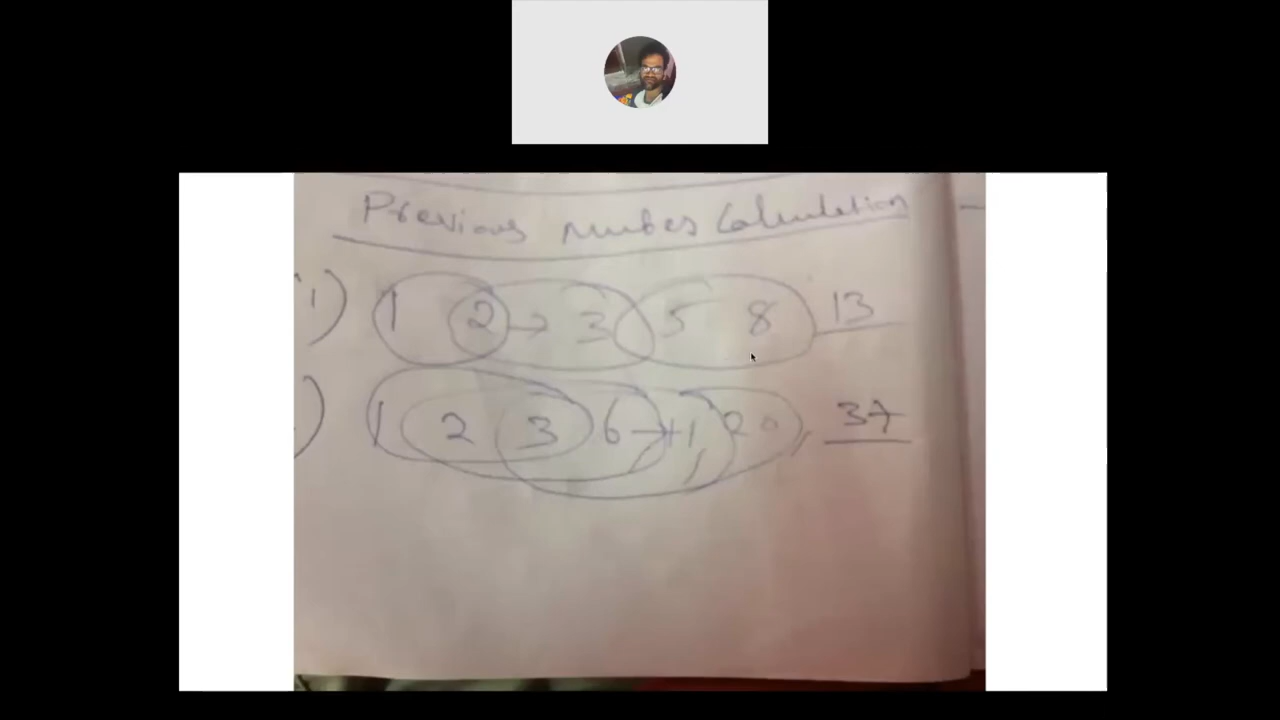 Previous number Calculation
1) 1 2 → 3 5 8 13
) 1 2 3 6 → 11, 20, 37